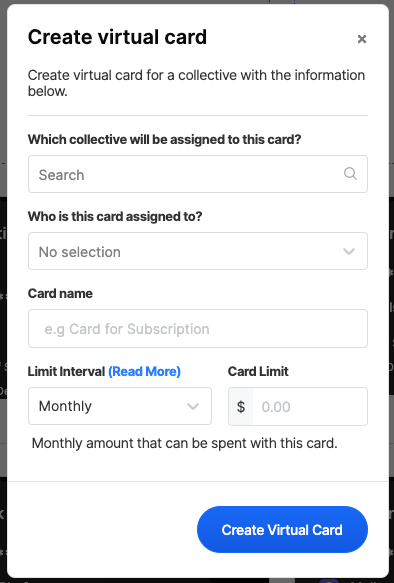 Create virtual card
×
Create virtual card for a collective with the information
below.
Which collective will be assigned to this card?
Search
Who is this card assigned to?
No selection
Card name
e.g Card for Subscription
Limit Interval (Read More)
Card Limit
Monthly
$ 0.00
Monthly amount that can be spent with this card.
Create Virtual Card